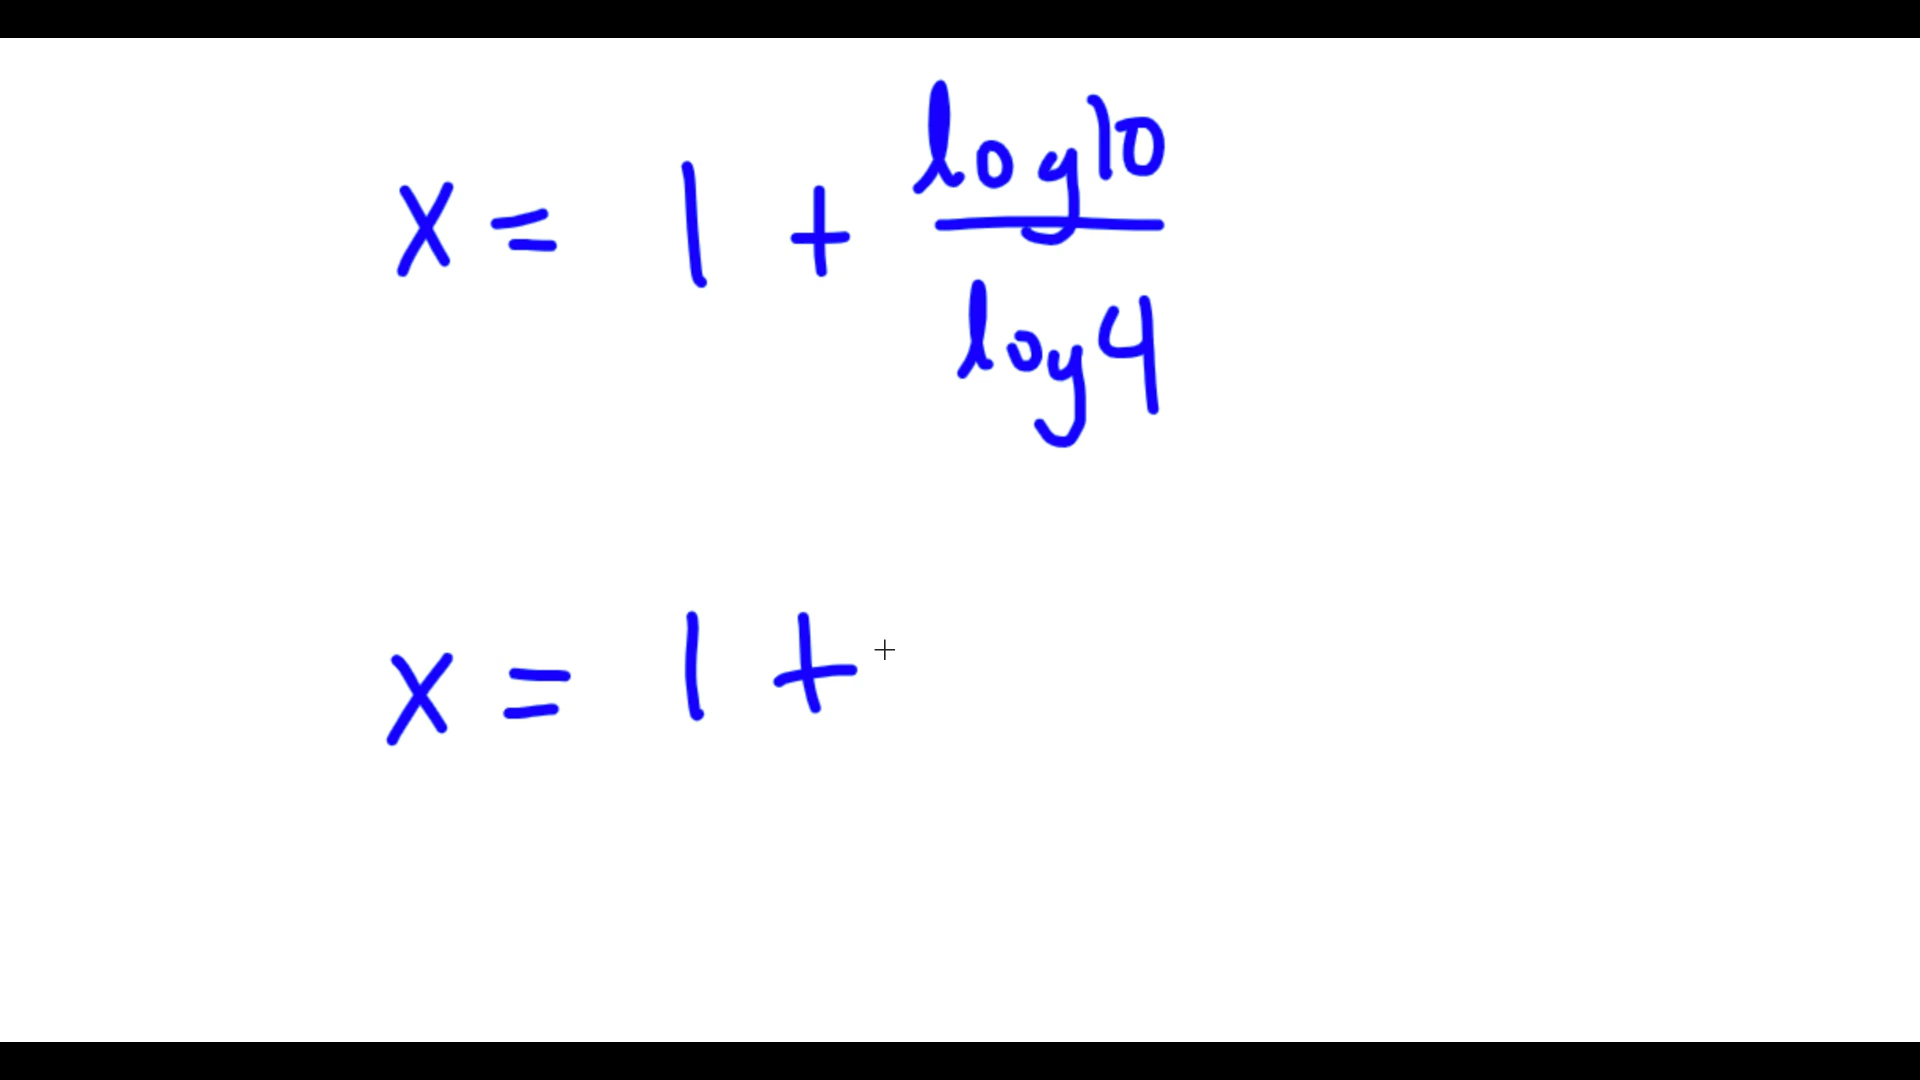 x = 1 + log10 / log4
x = 1 +